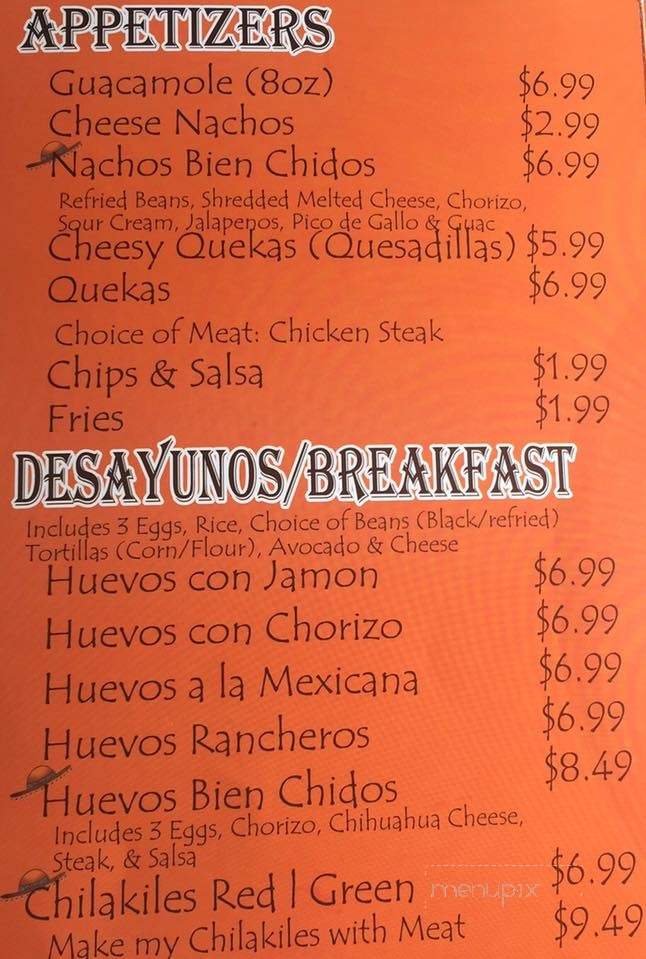 APPETIZERS
Guacamole (8oz) $6.99
Cheese Nachos $2.99
Nachos Bien Chidos $6.99
Refried Beans, Shredded Melted Cheese, Chorizo,
Sour Cream, Jalapenos, Pico de Gallo & Guac
Cheesy Quekas (Quesadillas) $5.99
Quekas $6.99
Choice of Meat: Chicken Steak
Chips & Salsa $1.99
Fries $1.99
DESAYUNOS/BREAKFAST
Includes 3 Eggs, Rice, Choice of Beans (Black/refried)
Tortillas (Corn/Flour), Avocado & Cheese
Huevos con Jamon $6.99
Huevos con Chorizo $6.99
Huevos a la Mexicana $6.99
Huevos Rancheros $6.99
Huevos Bien Chidos $8.49
Includes 3 Eggs, Chorizo, Chihuahua Cheese,
Steak, & Salsa
Chilakiles Red | Green $6.99
menupix
Make my Chilakiles with Meat $9.49